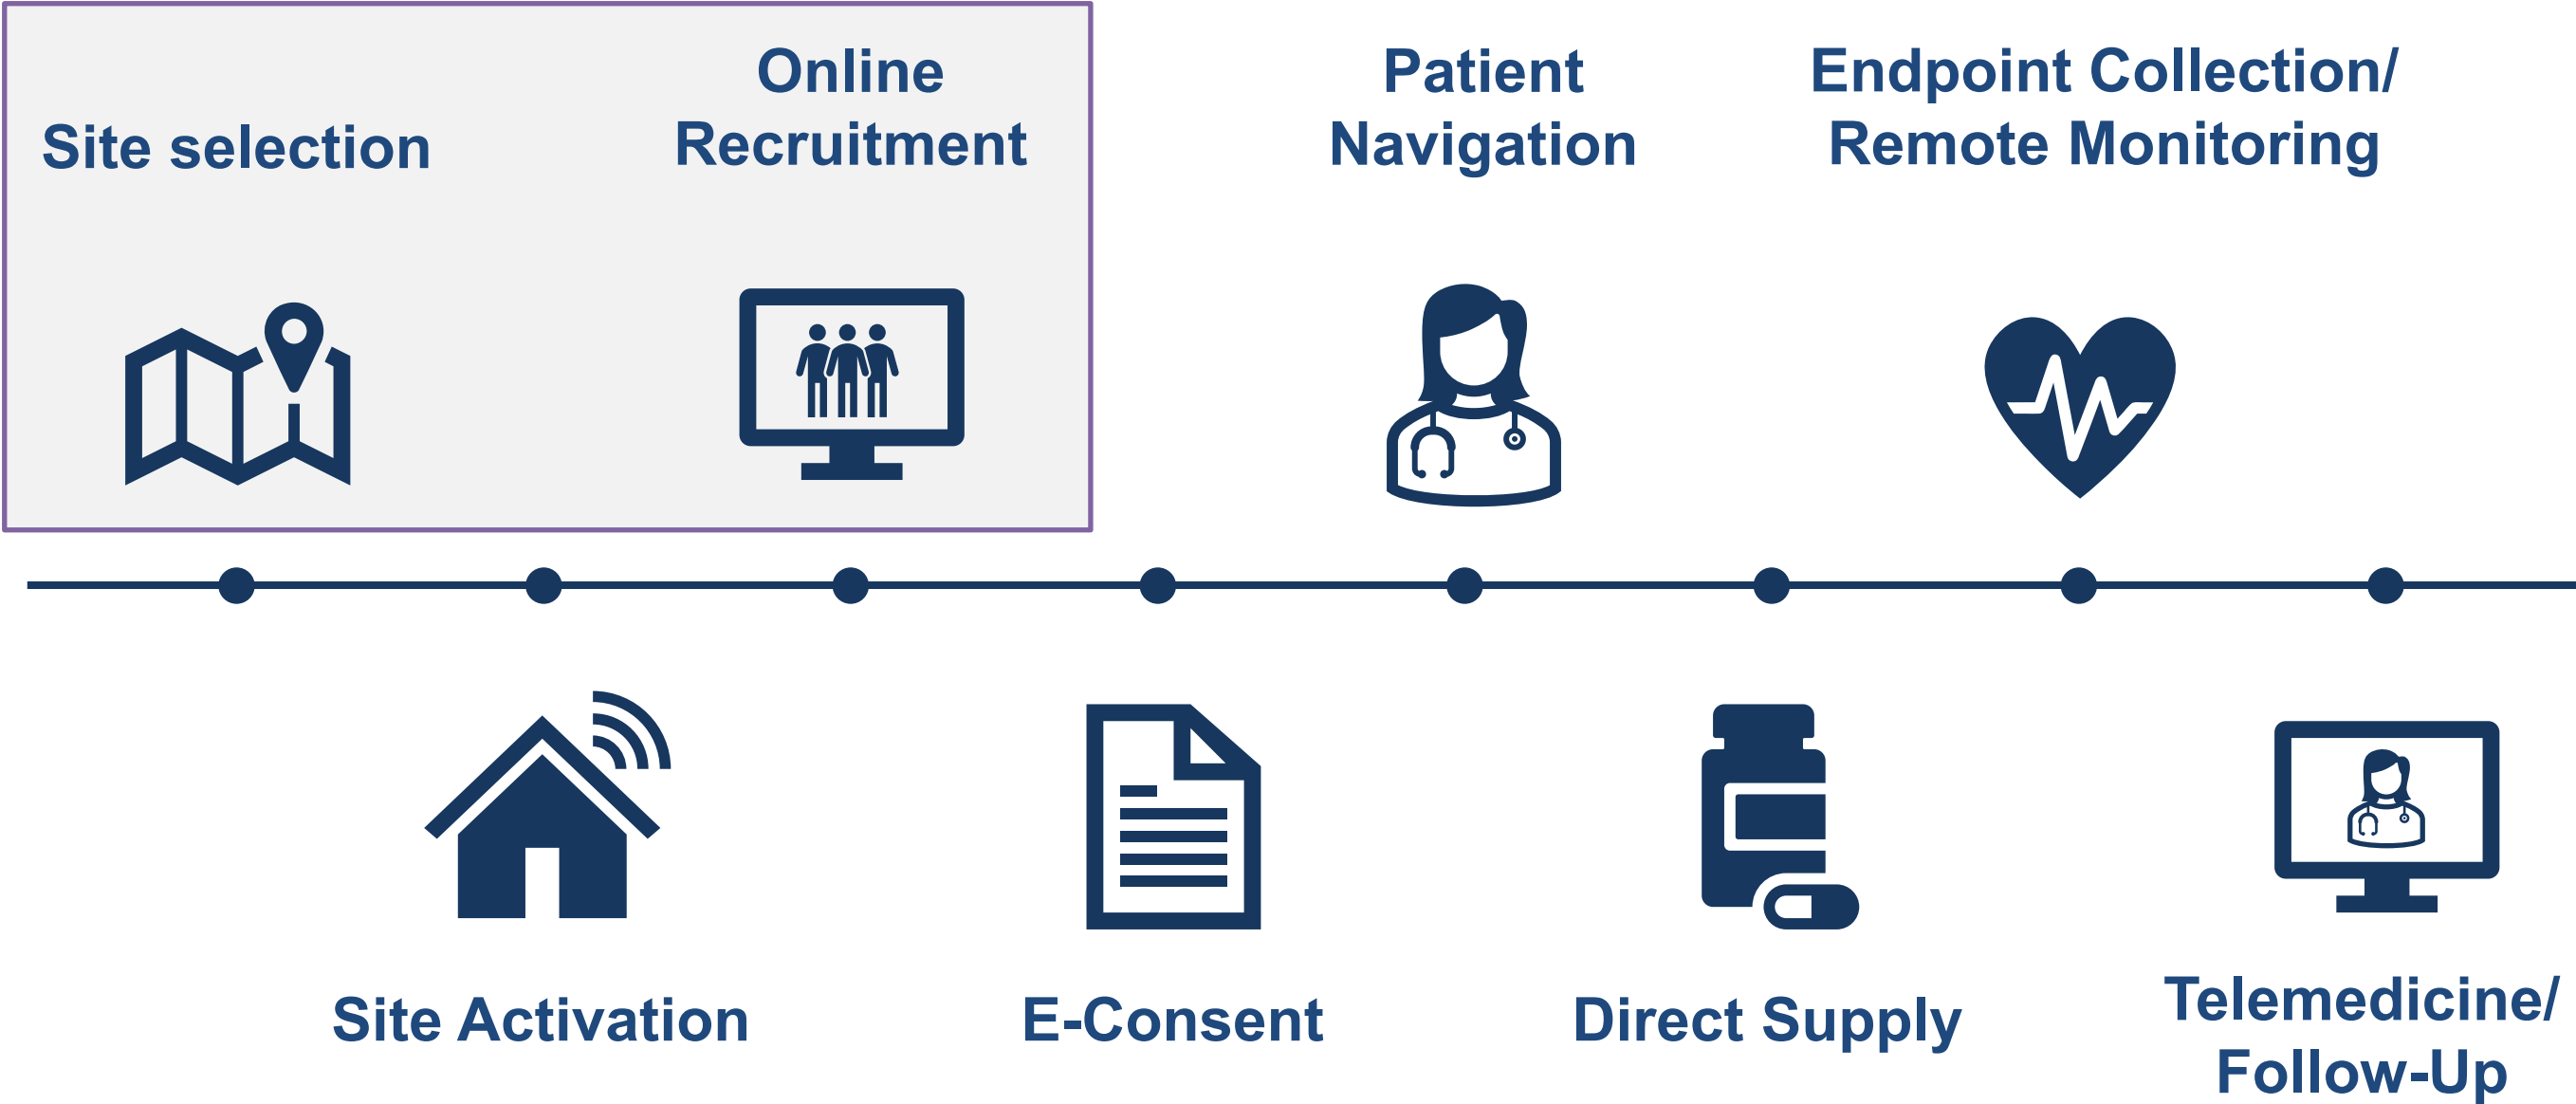 Site selection
Online
Recruitment
Patient
Navigation
Endpoint Collection/
Remote Monitoring
Site Activation
E-Consent
Direct Supply
Telemedicine/
Follow-Up